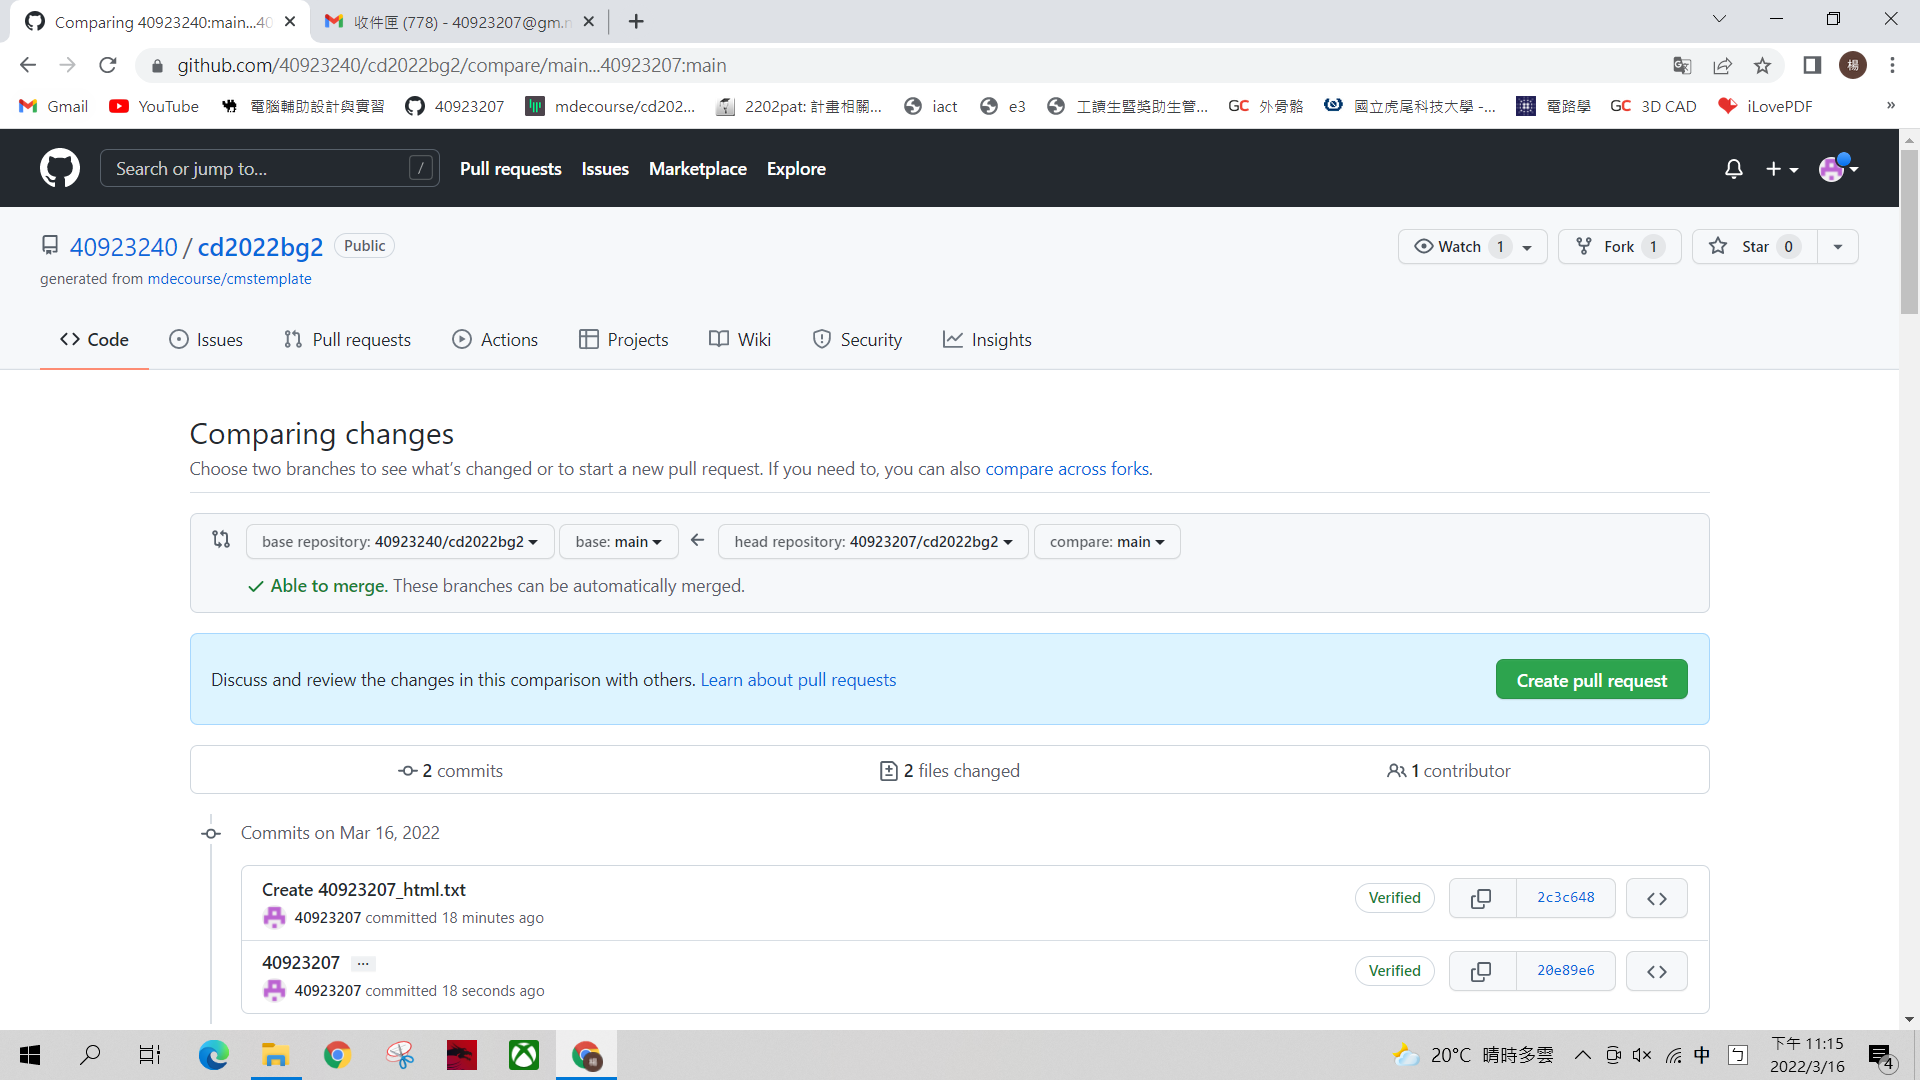 Comparing 40923240:main...40
收件匣 (778) - 40923207@gm.n
github.com/40923240/cd2022bg2/compare/main...40923207:main
楊
Gmail
YouTube
電腦輔助設計與實習
40923207
mdecourse/cd202...
2202pat: 計畫相關...
iact
e3
工讀生暨獎助生管...
GC 外骨骼
國立虎尾科技大學 -...
電路學
GC 3D CAD
iLovePDF
»
Search or jump to...
/
Pull requests
Issues
Marketplace
Explore
40923240 / cd2022bg2
Public
Watch 1
Fork 1
Star 0
generated from mdecourse/cmstemplate
Code
Issues
Pull requests
Actions
Projects
Wiki
Security
Insights
Comparing changes
Choose two branches to see what's changed or to start a new pull request. If you need to, you can also compare across forks.
base repository: 40923240/cd2022bg2
base: main
head repository: 40923207/cd2022bg2
compare: main
Able to merge. These branches can be automatically merged.
Discuss and review the changes in this comparison with others. Learn about pull requests
Create pull request
2 commits
2 files changed
1 contributor
Commits on Mar 16, 2022
Create 40923207_html.txt
40923207 committed 18 minutes ago
Verified
2c3c648
40923207 ...
40923207 committed 18 seconds ago
Verified
20e89e6
20°C 晴時多雲
中
下午 11:15
2022/3/16
4